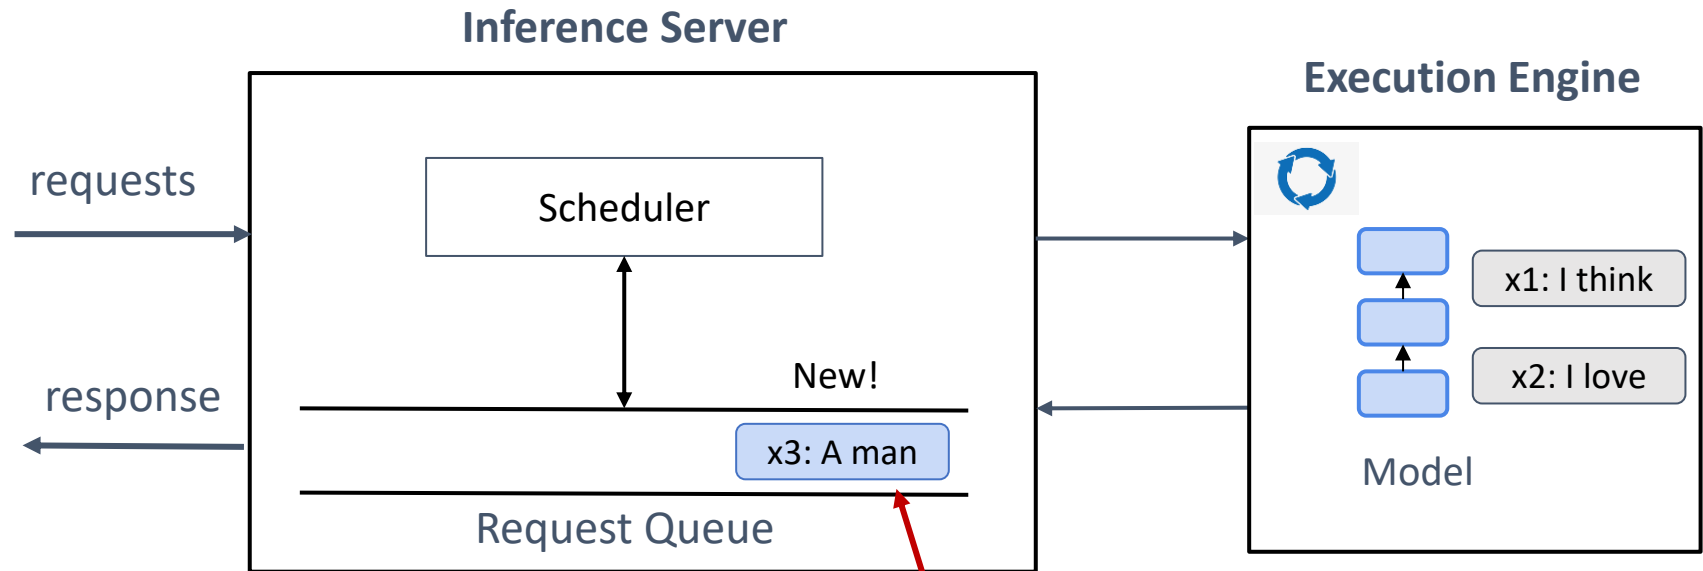 Inference Server
Execution Engine
requests
Scheduler
x1: I think
New!
x2: I love
response
x3: A man
Model
Request Queue